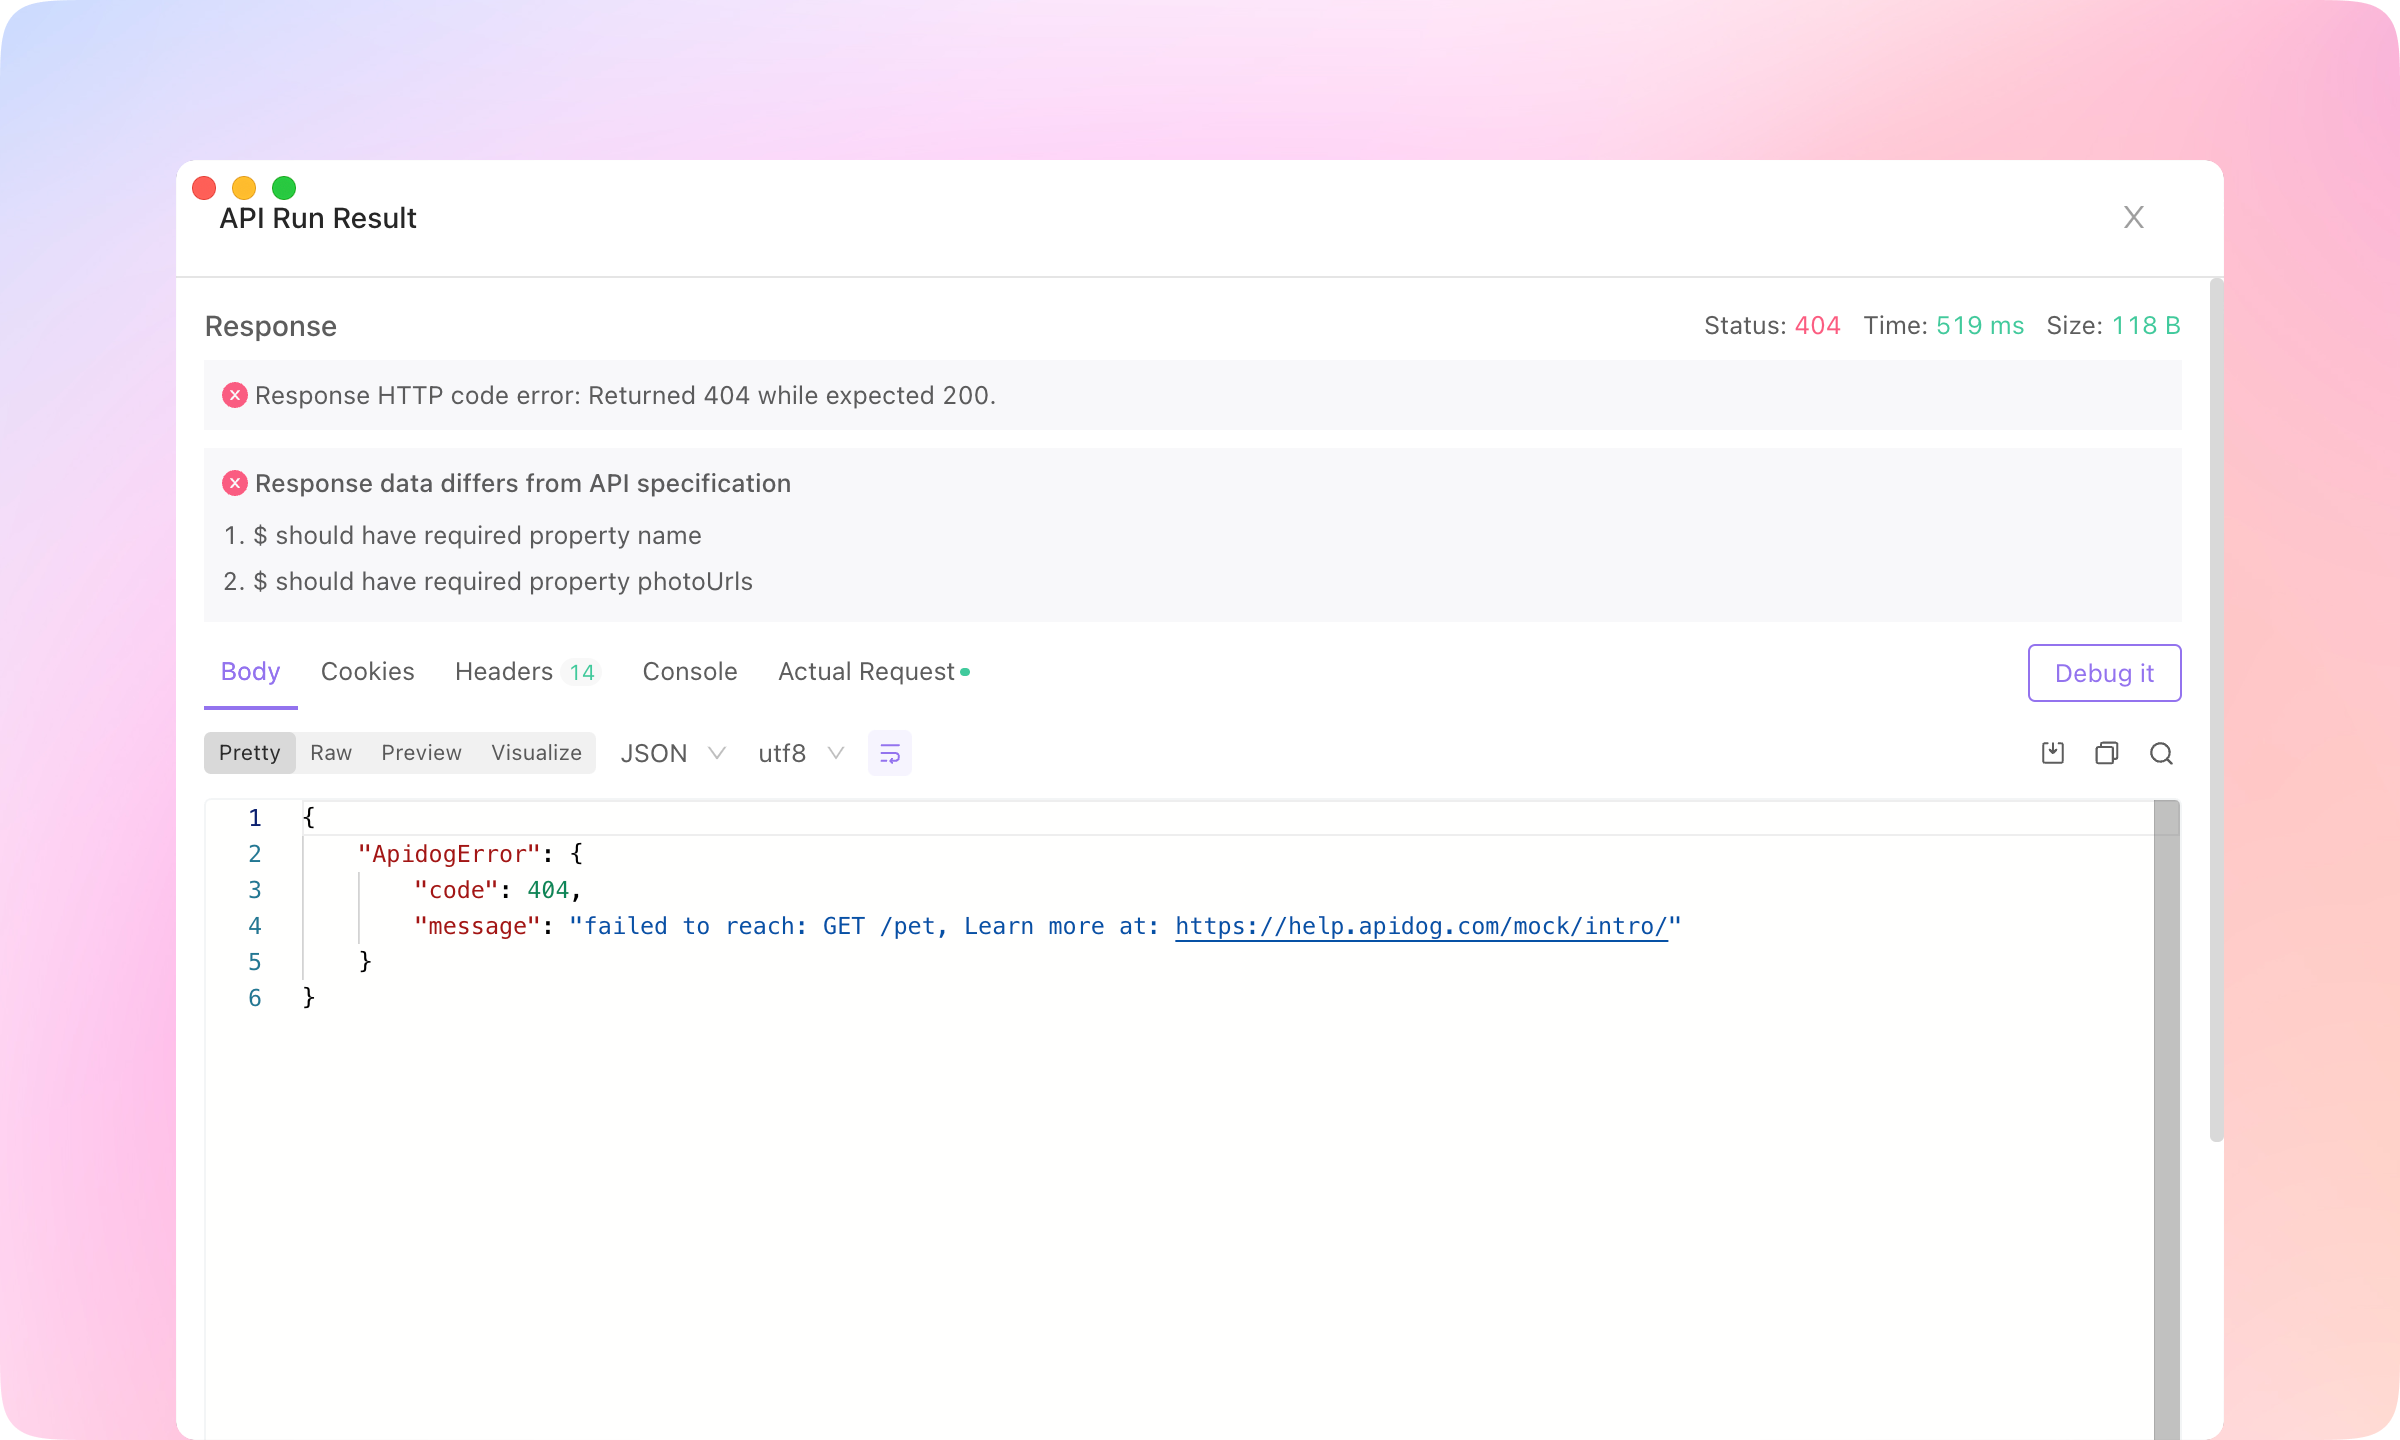 API Run Result
X
Response
Status: 404 Time: 519 ms Size: 118 B
Response HTTP code error: Returned 404 while expected 200.
Response data differs from API specification
1. $ should have required property name
2. $ should have required property photoUrls
Body Cookies Headers 14 Console Actual Request Debug it
Pretty Raw Preview Visualize JSON utf8
1 {
2 "ApidogError": {
3 "code": 404,
4 "message": "failed to reach: GET /pet, Learn more at: https://help.apidog.com/mock/intro/"
5 }
6 }